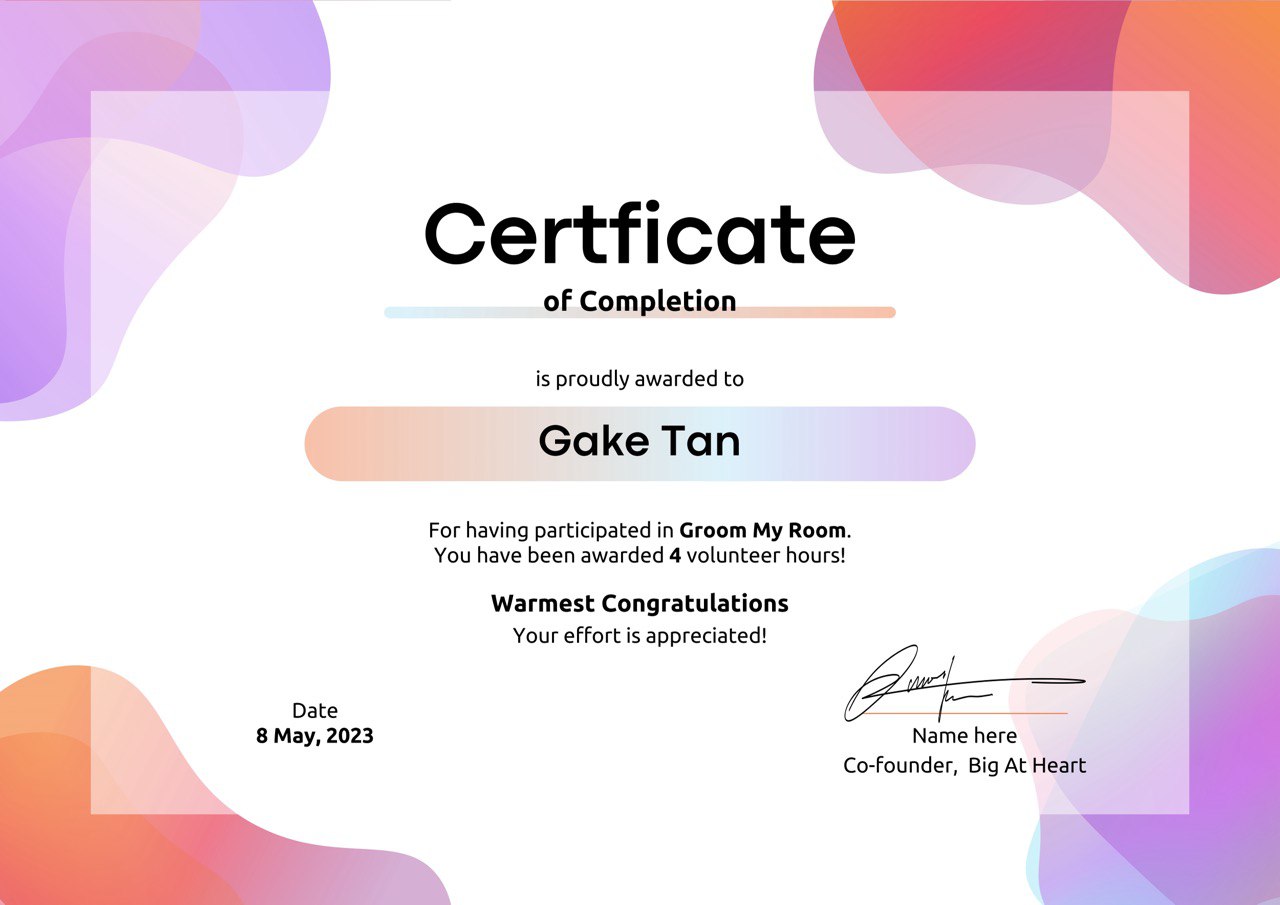 Certficate
of Completion
is proudly awarded to
Gake Tan
For having participated in Groom My Room.
You have been awarded 4 volunteer hours!
Warmest Congratulations
Your effort is appreciated!
Date
8 May, 2023
Name here
Co-founder, Big At Heart